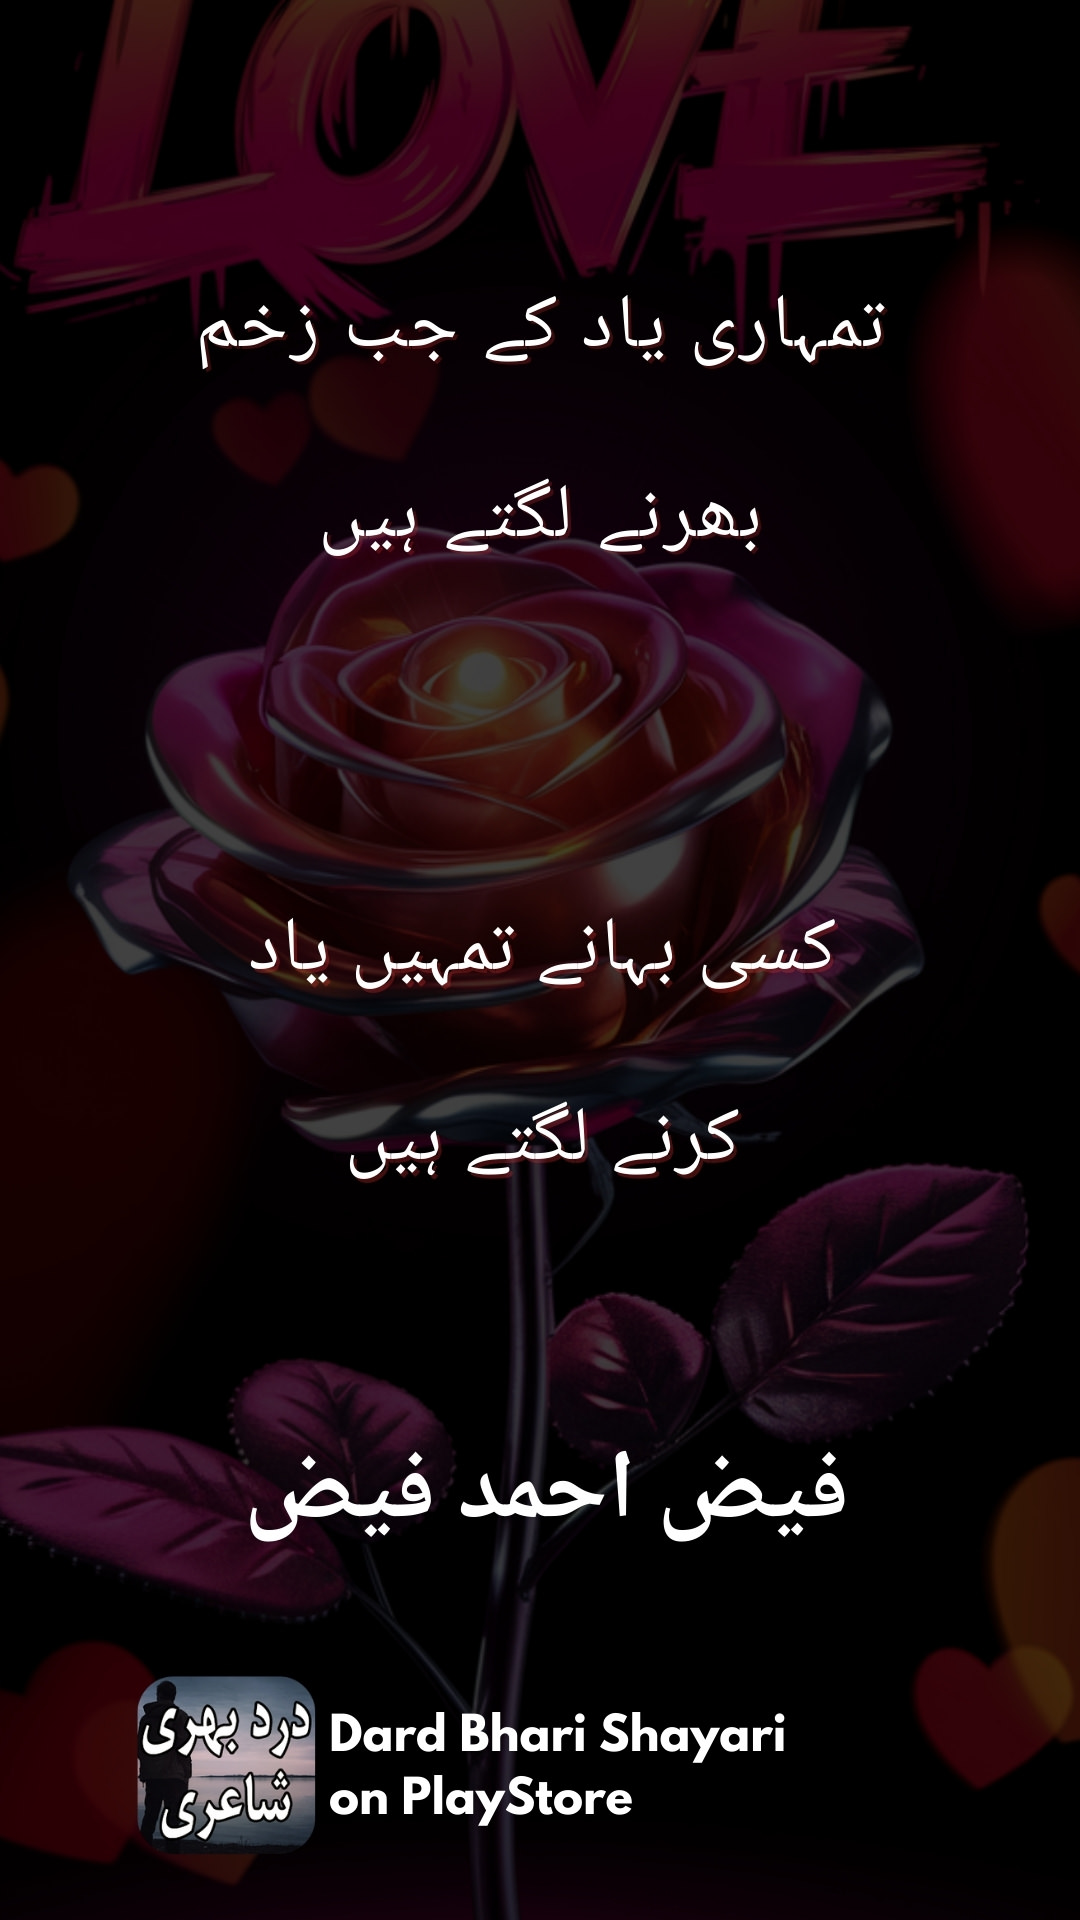 LOVE
تمہاری یاد کے جب زخم
بھرنے لگتے ہیں
کسی بہانے تمہیں یاد
کرنے لگتے ہیں
فیض احمد فیض
درد بھری
شاعری
Dard Bhari Shayari
on PlayStore